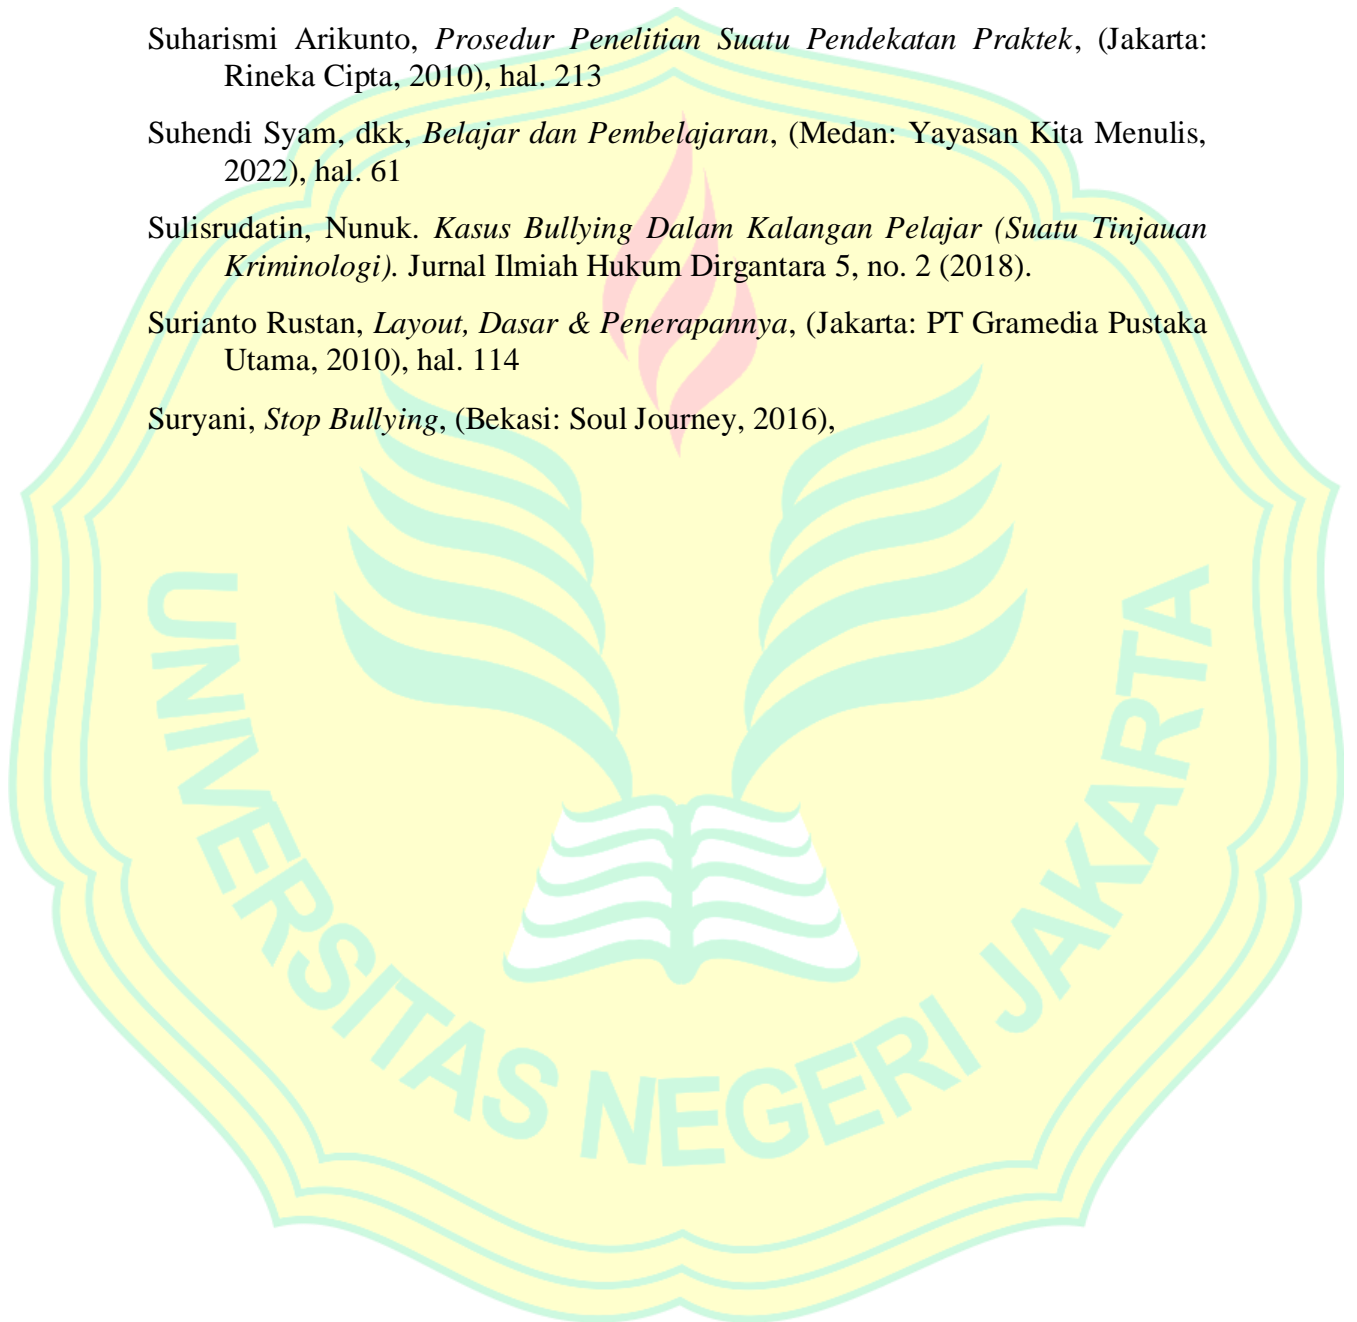 Suharismi Arikunto, Prosedur Penelitian Suatu Pendekatan Praktek, (Jakarta:
Rineka Cipta, 2010), hal. 213
Suhendi Syam, dkk, Belajar dan Pembelajaran, (Medan: Yayasan Kita Menulis,
2022), hal. 61
Sulisrudatin, Nunuk. Kasus Bullying Dalam Kalangan Pelajar (Suatu Tinjauan
Kriminologi). Jurnal Ilmiah Hukum Dirgantara 5, no. 2 (2018).
Surianto Rustan, Layout, Dasar & Penerapannya, (Jakarta: PT Gramedia Pustaka
Utama, 2010), hal. 114
Suryani, Stop Bullying, (Bekasi: Soul Journey, 2016),
UNIVERSITAS NEGERI JAKARTA